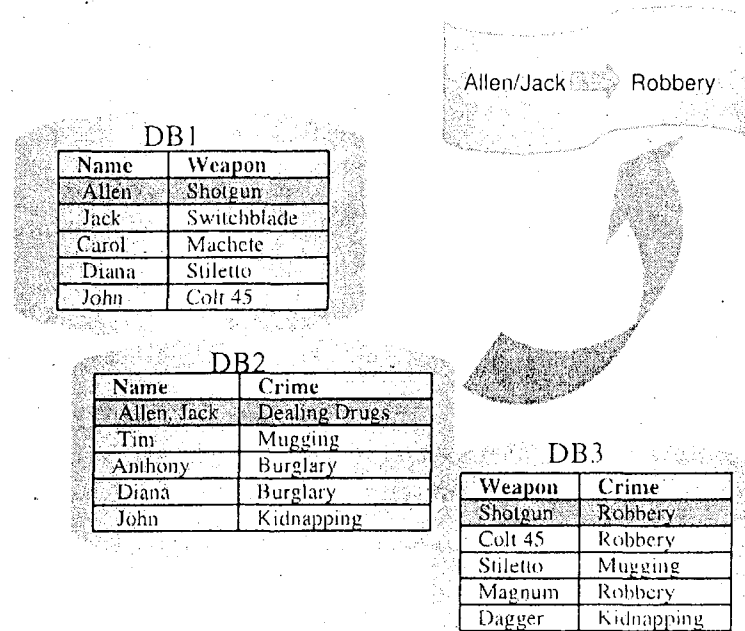 Allen/Jack Robbery
DB1
Name Weapon
Allen Shotgun
Jack Switchblade
Carol Machete
Diana Stiletto
John Colt 45
DB2
Name Crime
Allen, Jack Dealing Drugs
Tim Mugging
Anthony Burglary
Diana Burglary
John Kidnapping
DB3
Weapon Crime
Shotgun Robbery
Colt 45 Robbery
Stiletto Mugging
Magnum Robbery
Dagger Kidnapping